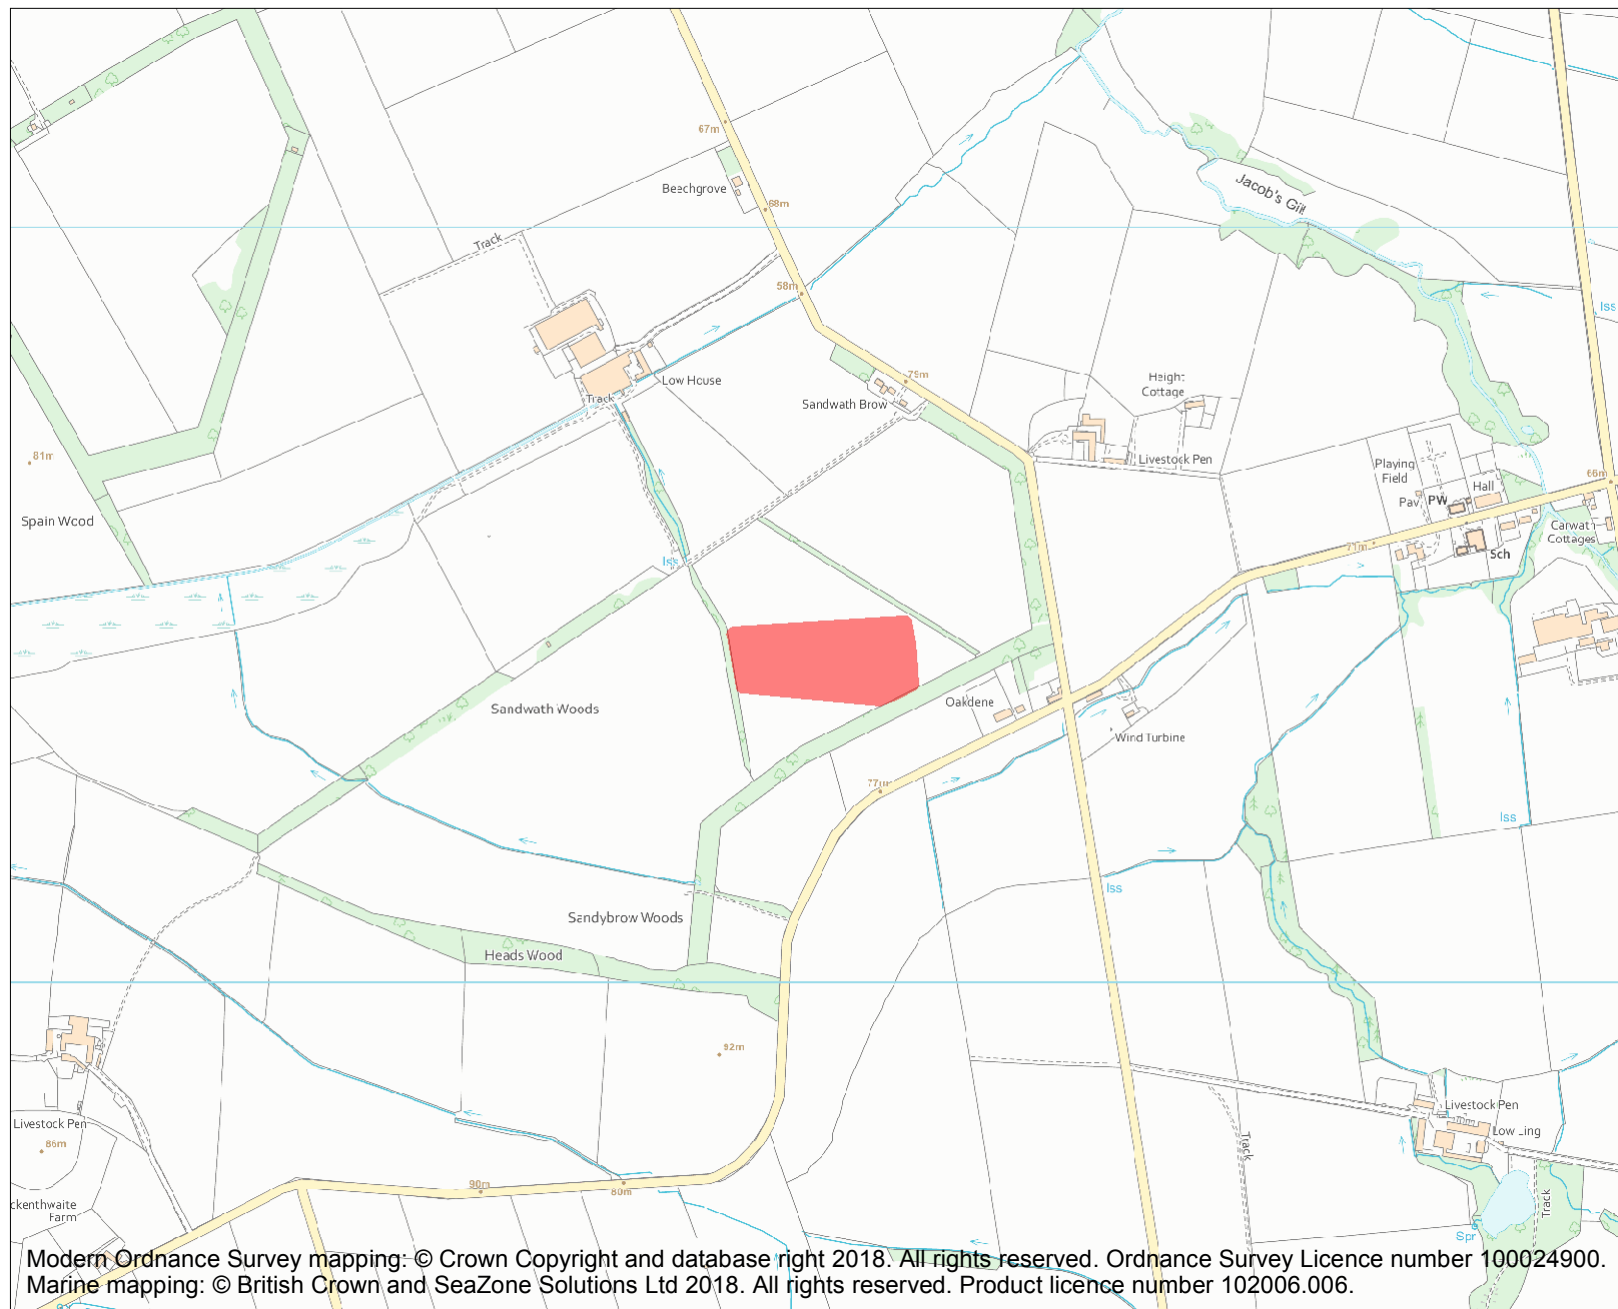 67m
Beechgrove
68m
Jacob's Gill
Track
58m
Iss
Low House
79m
Height
Cottage
Track
Sandwath Brow
81m
Livestock Pen
Playing
Field
66m
Hall
Pav
PW
Spain Wood
Carwath
Cottages
71m
Sch
Iss
Sandwath Woods
Oakdene
Wind Turbine
77m
Iss
Iss
Sandybrow Woods
Heads Wood
92m
Livestock Pen
Livestock Pen
Low Ling
86m
Track
90m
80m
Track
ckenthwaite
Farm
Spr
Modern Ordnance Survey mapping: © Crown Copyright and database right 2018. All rights reserved. Ordnance Survey Licence number 100024900.
Marine mapping: © British Crown and SeaZone Solutions Ltd 2018. All rights reserved. Product licence number 102006.006.